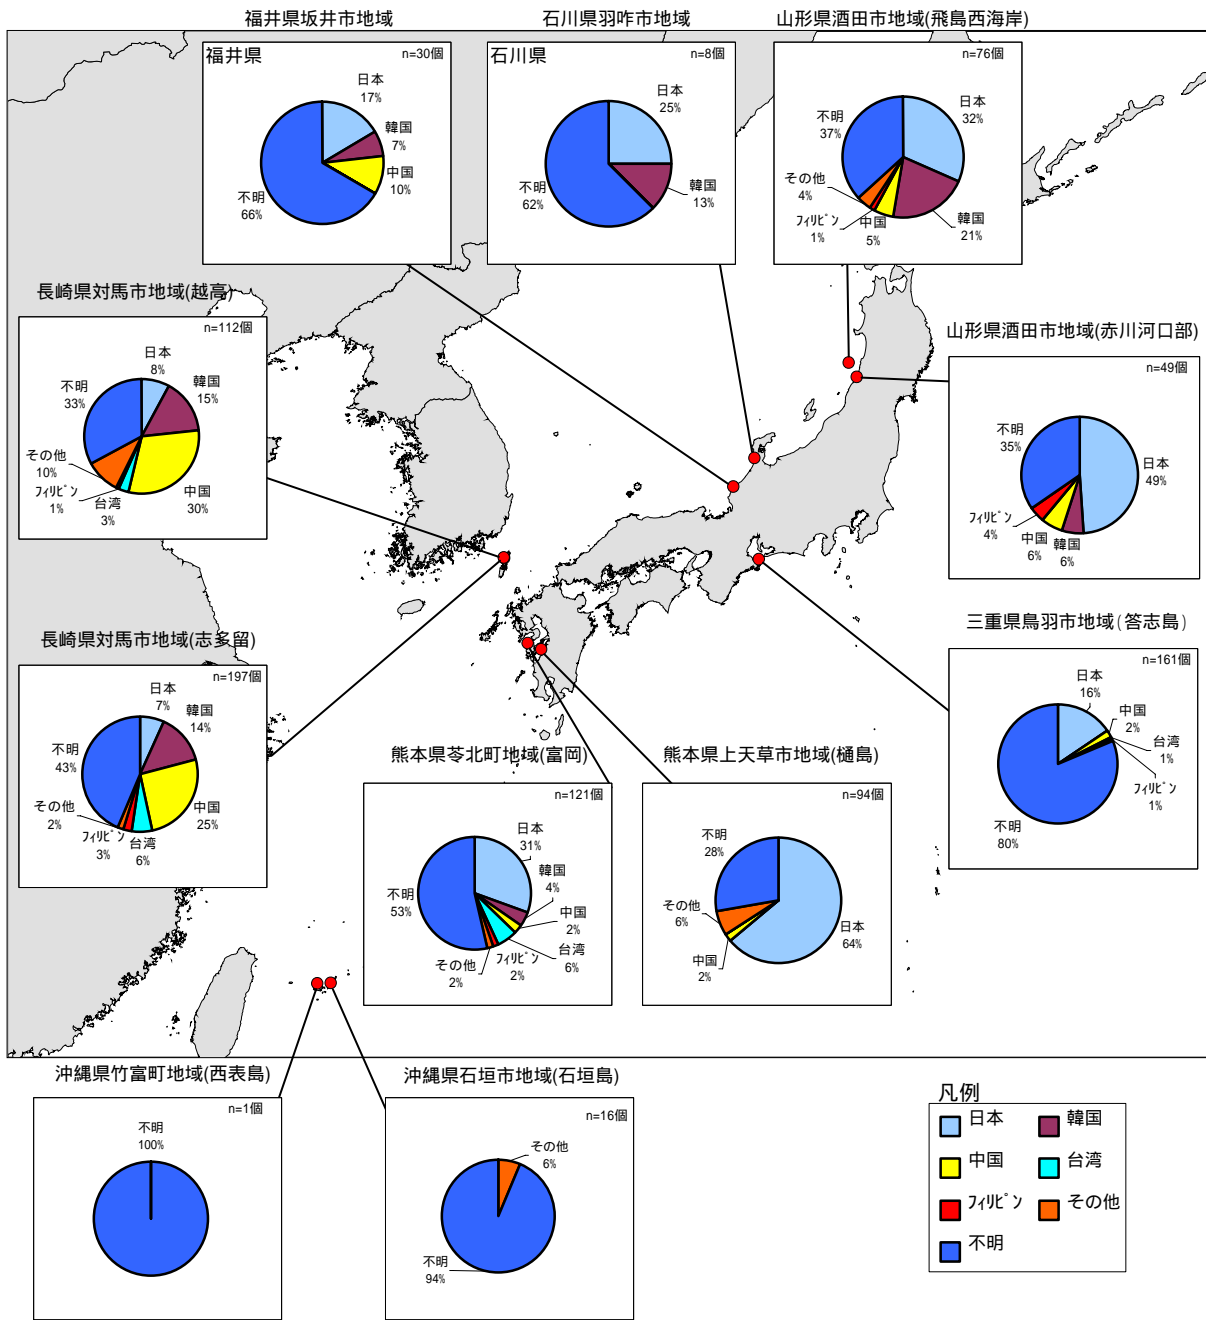 福井県坂井市地域
石川県羽咋市地域
山形県酒田市地域(飛島西海岸)
福井県
n=30個
日本
17%
韓国
7%
中国
10%
不明
66%
石川県
n=8個
日本
25%
韓国
13%
不明
62%
n=76個
日本
32%
不明
37%
その他
4%
フィリピン
1%
中国
5%
韓国
21%
長崎県対馬市地域(越高)
n=112個
日本
8%
韓国
15%
不明
33%
その他
10%
フィリピン
1%
台湾
3%
中国
30%
山形県酒田市地域(赤川河口部)
n=49個
不明
35%
日本
49%
フィリピン
4%
中国
6%
韓国
6%
長崎県対馬市地域(志多留)
n=197個
日本
7%
韓国
14%
不明
43%
その他
2%
フィリピン
3%
台湾
6%
中国
25%
三重県鳥羽市地域(答志島)
n=161個
日本
16%
中国
2%
台湾
1%
フィリピン
1%
不明
80%
熊本県苓北町地域(富岡)
n=121個
日本
31%
韓国
4%
中国
2%
台湾
6%
フィリピン
2%
その他
2%
不明
53%
熊本県上天草市地域(樋島)
n=94個
不明
28%
その他
6%
中国
2%
日本
64%
沖縄県竹富町地域(西表島)
n=1個
不明
100%
沖縄県石垣市地域(石垣島)
n=16個
その他
6%
不明
94%
凡例
日本
韓国
中国
台湾
フィリピン
その他
不明